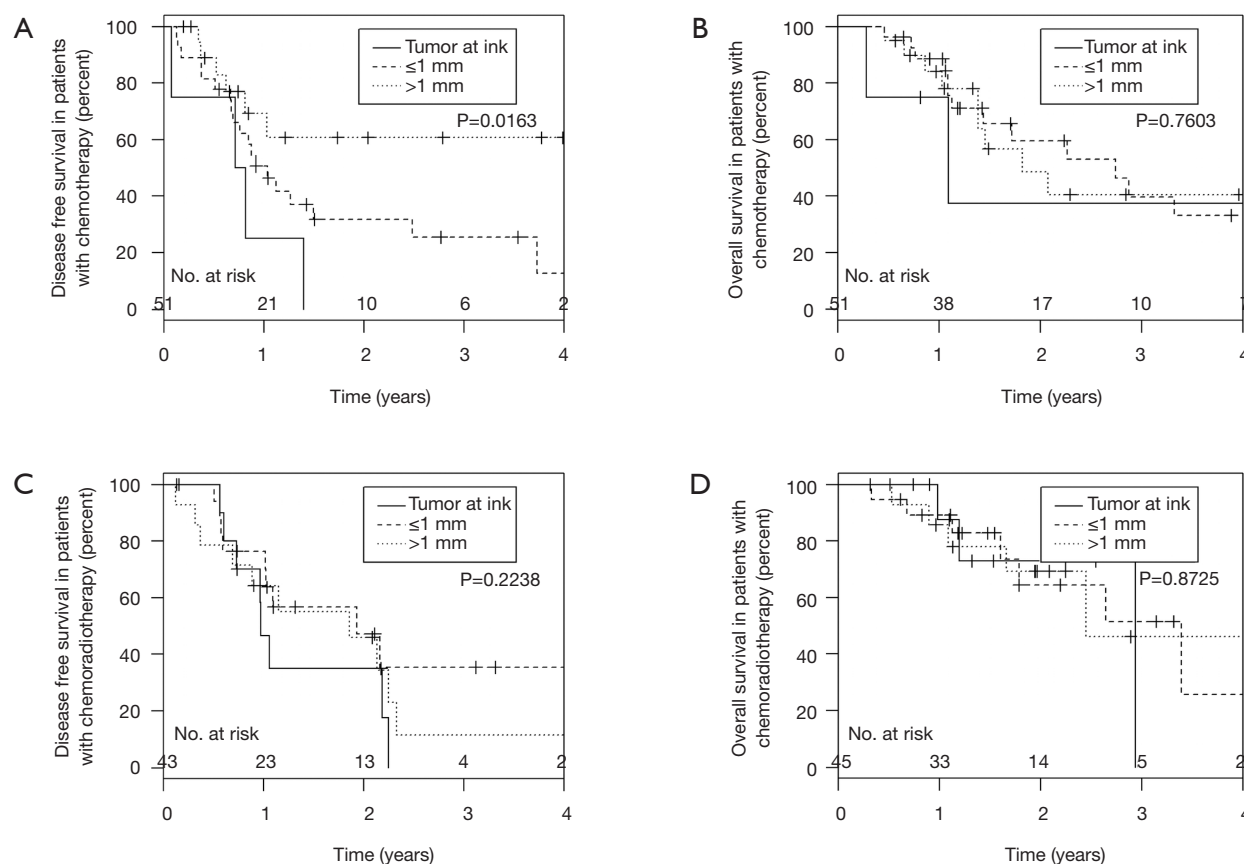 A
Disease free survival in patients
with chemotherapy (percent)
100
80
60
40
20
0
Tumor at ink
≤1 mm
>1 mm
P=0.0163
No. at risk
51 21 10 6 2
0 1 2 3 4
Time (years)
B
Overall survival in patients with
chemotherapy (percent)
100
80
60
40
20
0
Tumor at ink
≤1 mm
>1 mm
P=0.7603
No. at risk
51 38 17 10 7
0 1 2 3 4
Time (years)
C
Disease free survival in patients
with chemoradiotherapy (percent)
100
80
60
40
20
0
Tumor at ink
≤1 mm
>1 mm
P=0.2238
No. at risk
43 23 13 4 2
0 1 2 3 4
Time (years)
D
Overall survival in patients with
chemoradiotherapy (percent)
100
80
60
40
20
0
Tumor at ink
≤1 mm
>1 mm
P=0.8725
No. at risk
45 33 14 5 2
0 1 2 3 4
Time (years)